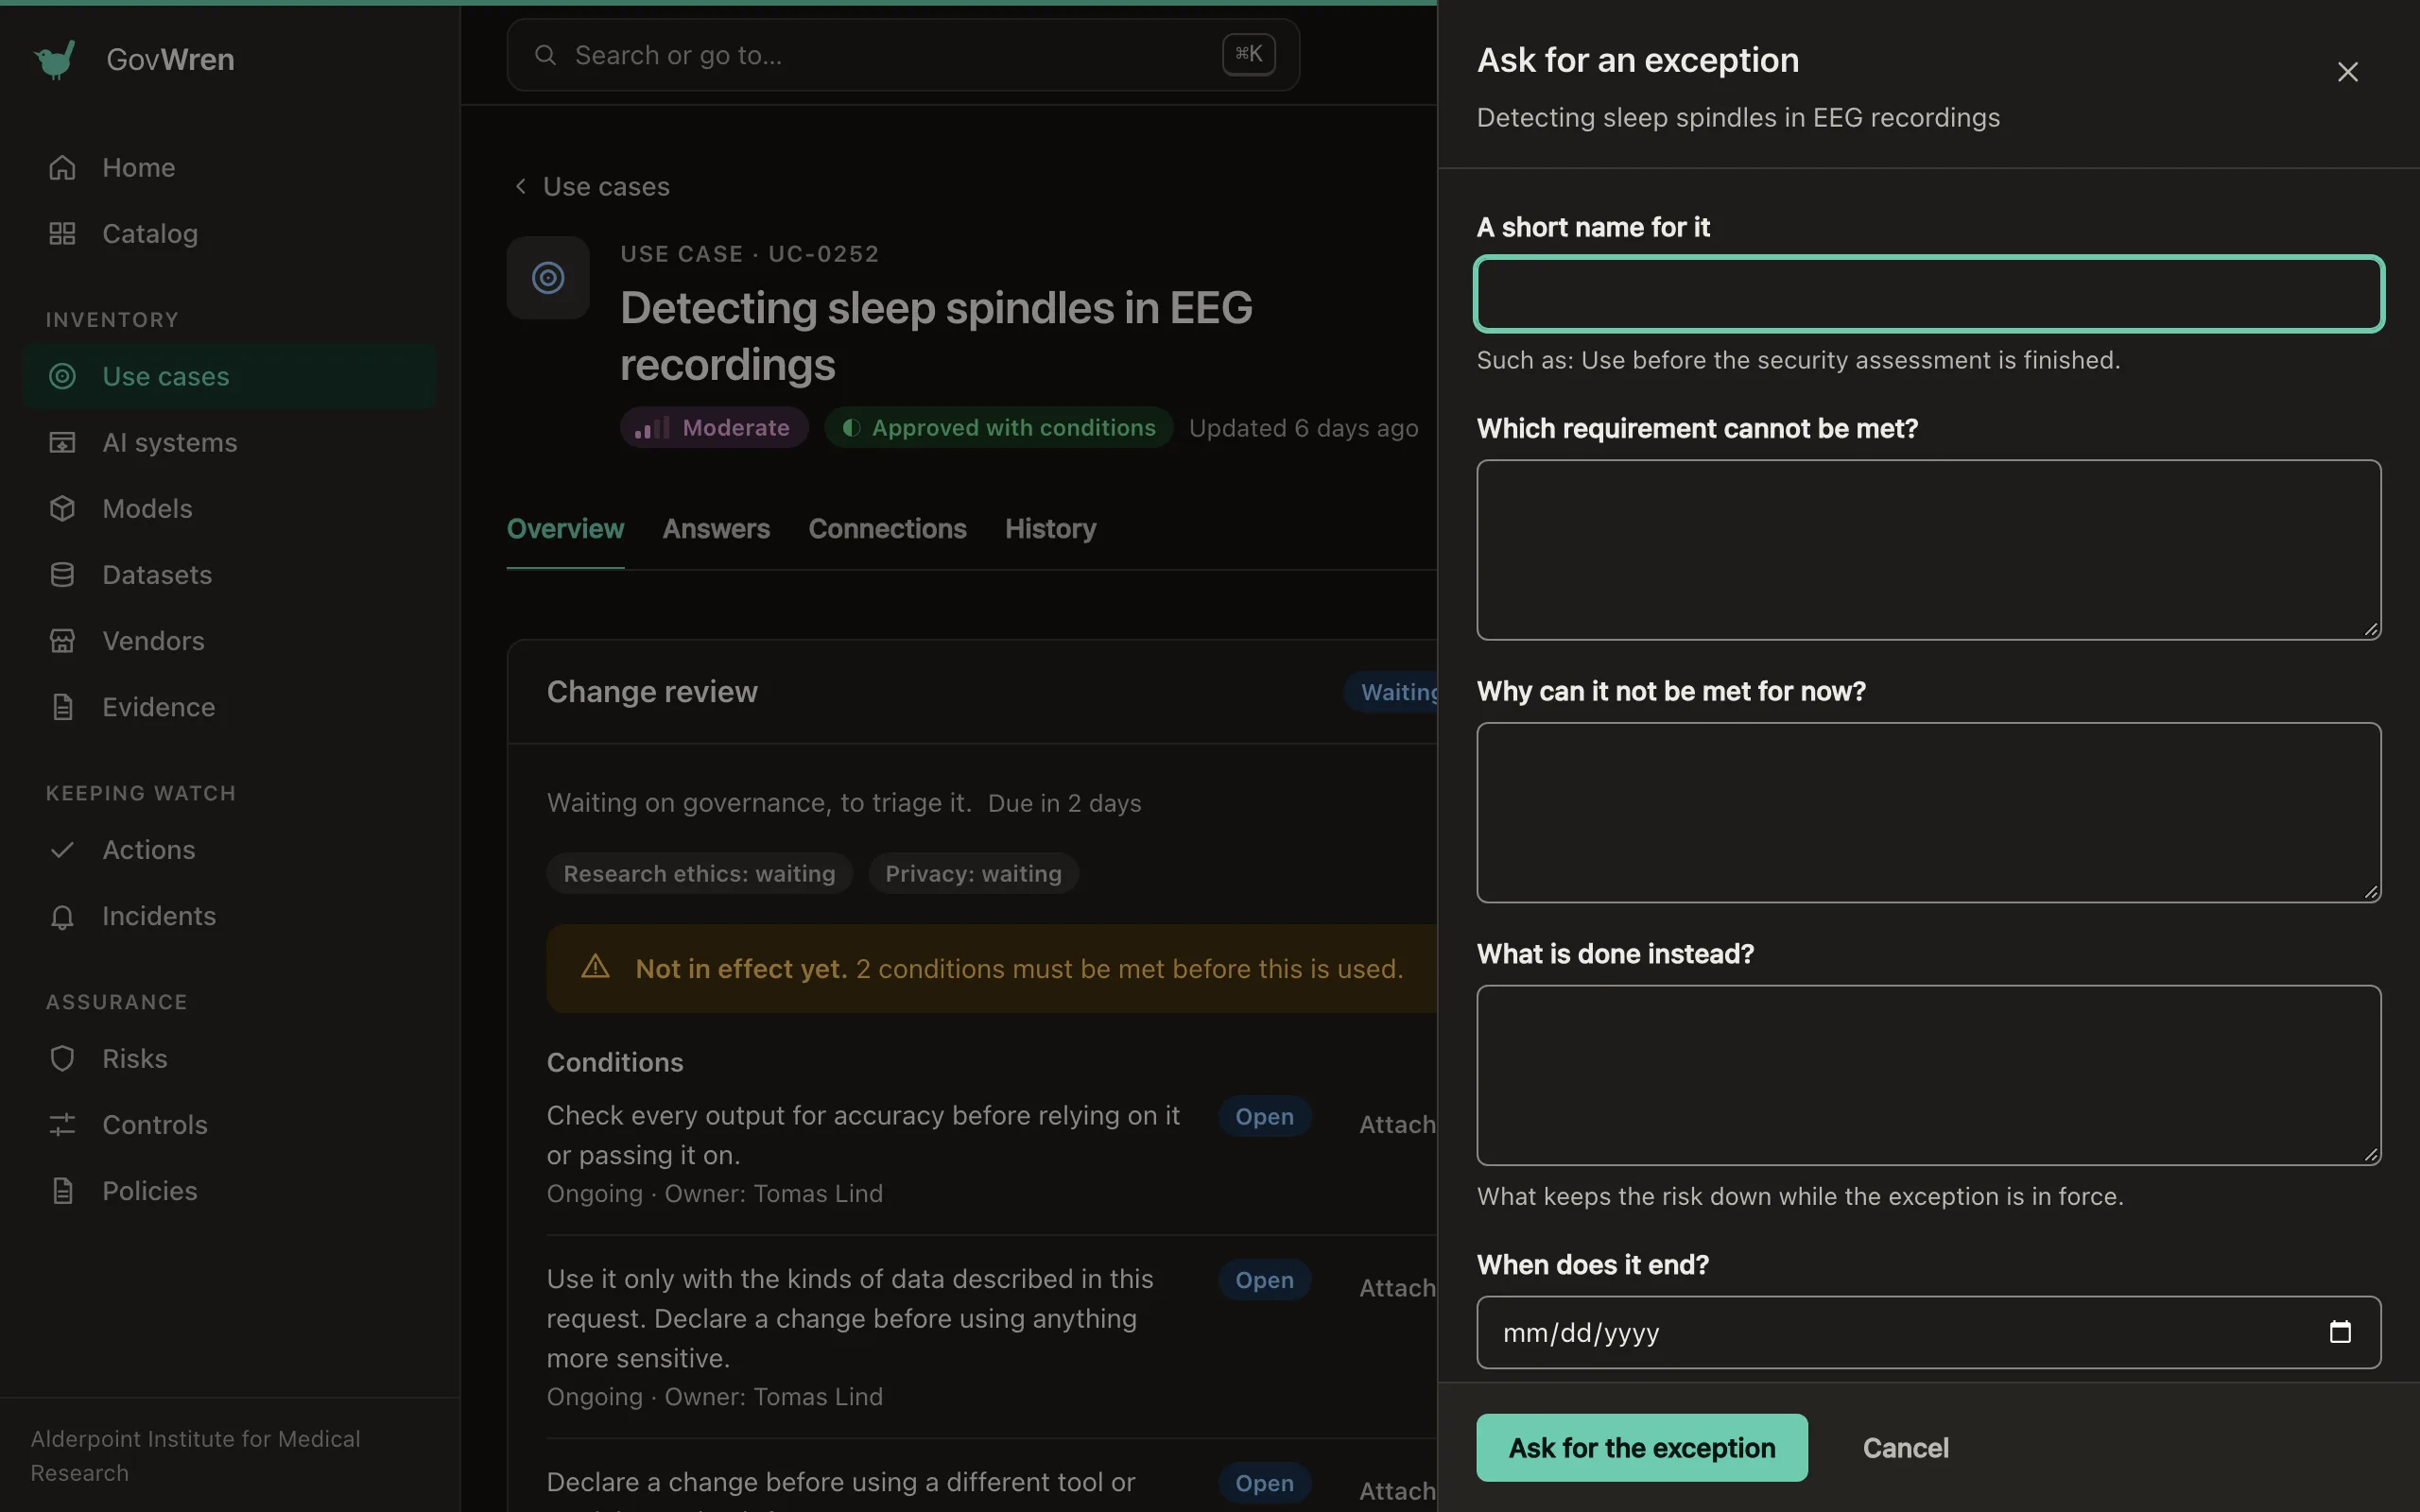 GovWren
Home
Catalog
INVENTORY
Use cases
AI systems
Models
Datasets
Vendors
Evidence
KEEPING WATCH
Actions
Incidents
ASSURANCE
Risks
Controls
Policies
Alderpoint Institute for Medical
Research
Search or go to...
⌘K
Use cases
USE CASE · UC-0252
Detecting sleep spindles in EEG
recordings
Moderate
Approved with conditions
Updated 6 days ago
Overview
Answers
Connections
History
Change review
Waiting
Waiting on governance, to triage it. Due in 2 days
Research ethics: waiting
Privacy: waiting
Not in effect yet. 2 conditions must be met before this is used.
Conditions
Check every output for accuracy before relying on it
or passing it on.
Ongoing · Owner: Tomas Lind
Open
Attach
Use it only with the kinds of data described in this
request. Declare a change before using anything
more sensitive.
Ongoing · Owner: Tomas Lind
Open
Attach
Declare a change before using a different tool or
Open
Attach
Ask for an exception
Detecting sleep spindles in EEG recordings
A short name for it
Such as: Use before the security assessment is finished.
Which requirement cannot be met?
Why can it not be met for now?
What is done instead?
What keeps the risk down while the exception is in force.
When does it end?
mm/dd/yyyy
Ask for the exception
Cancel